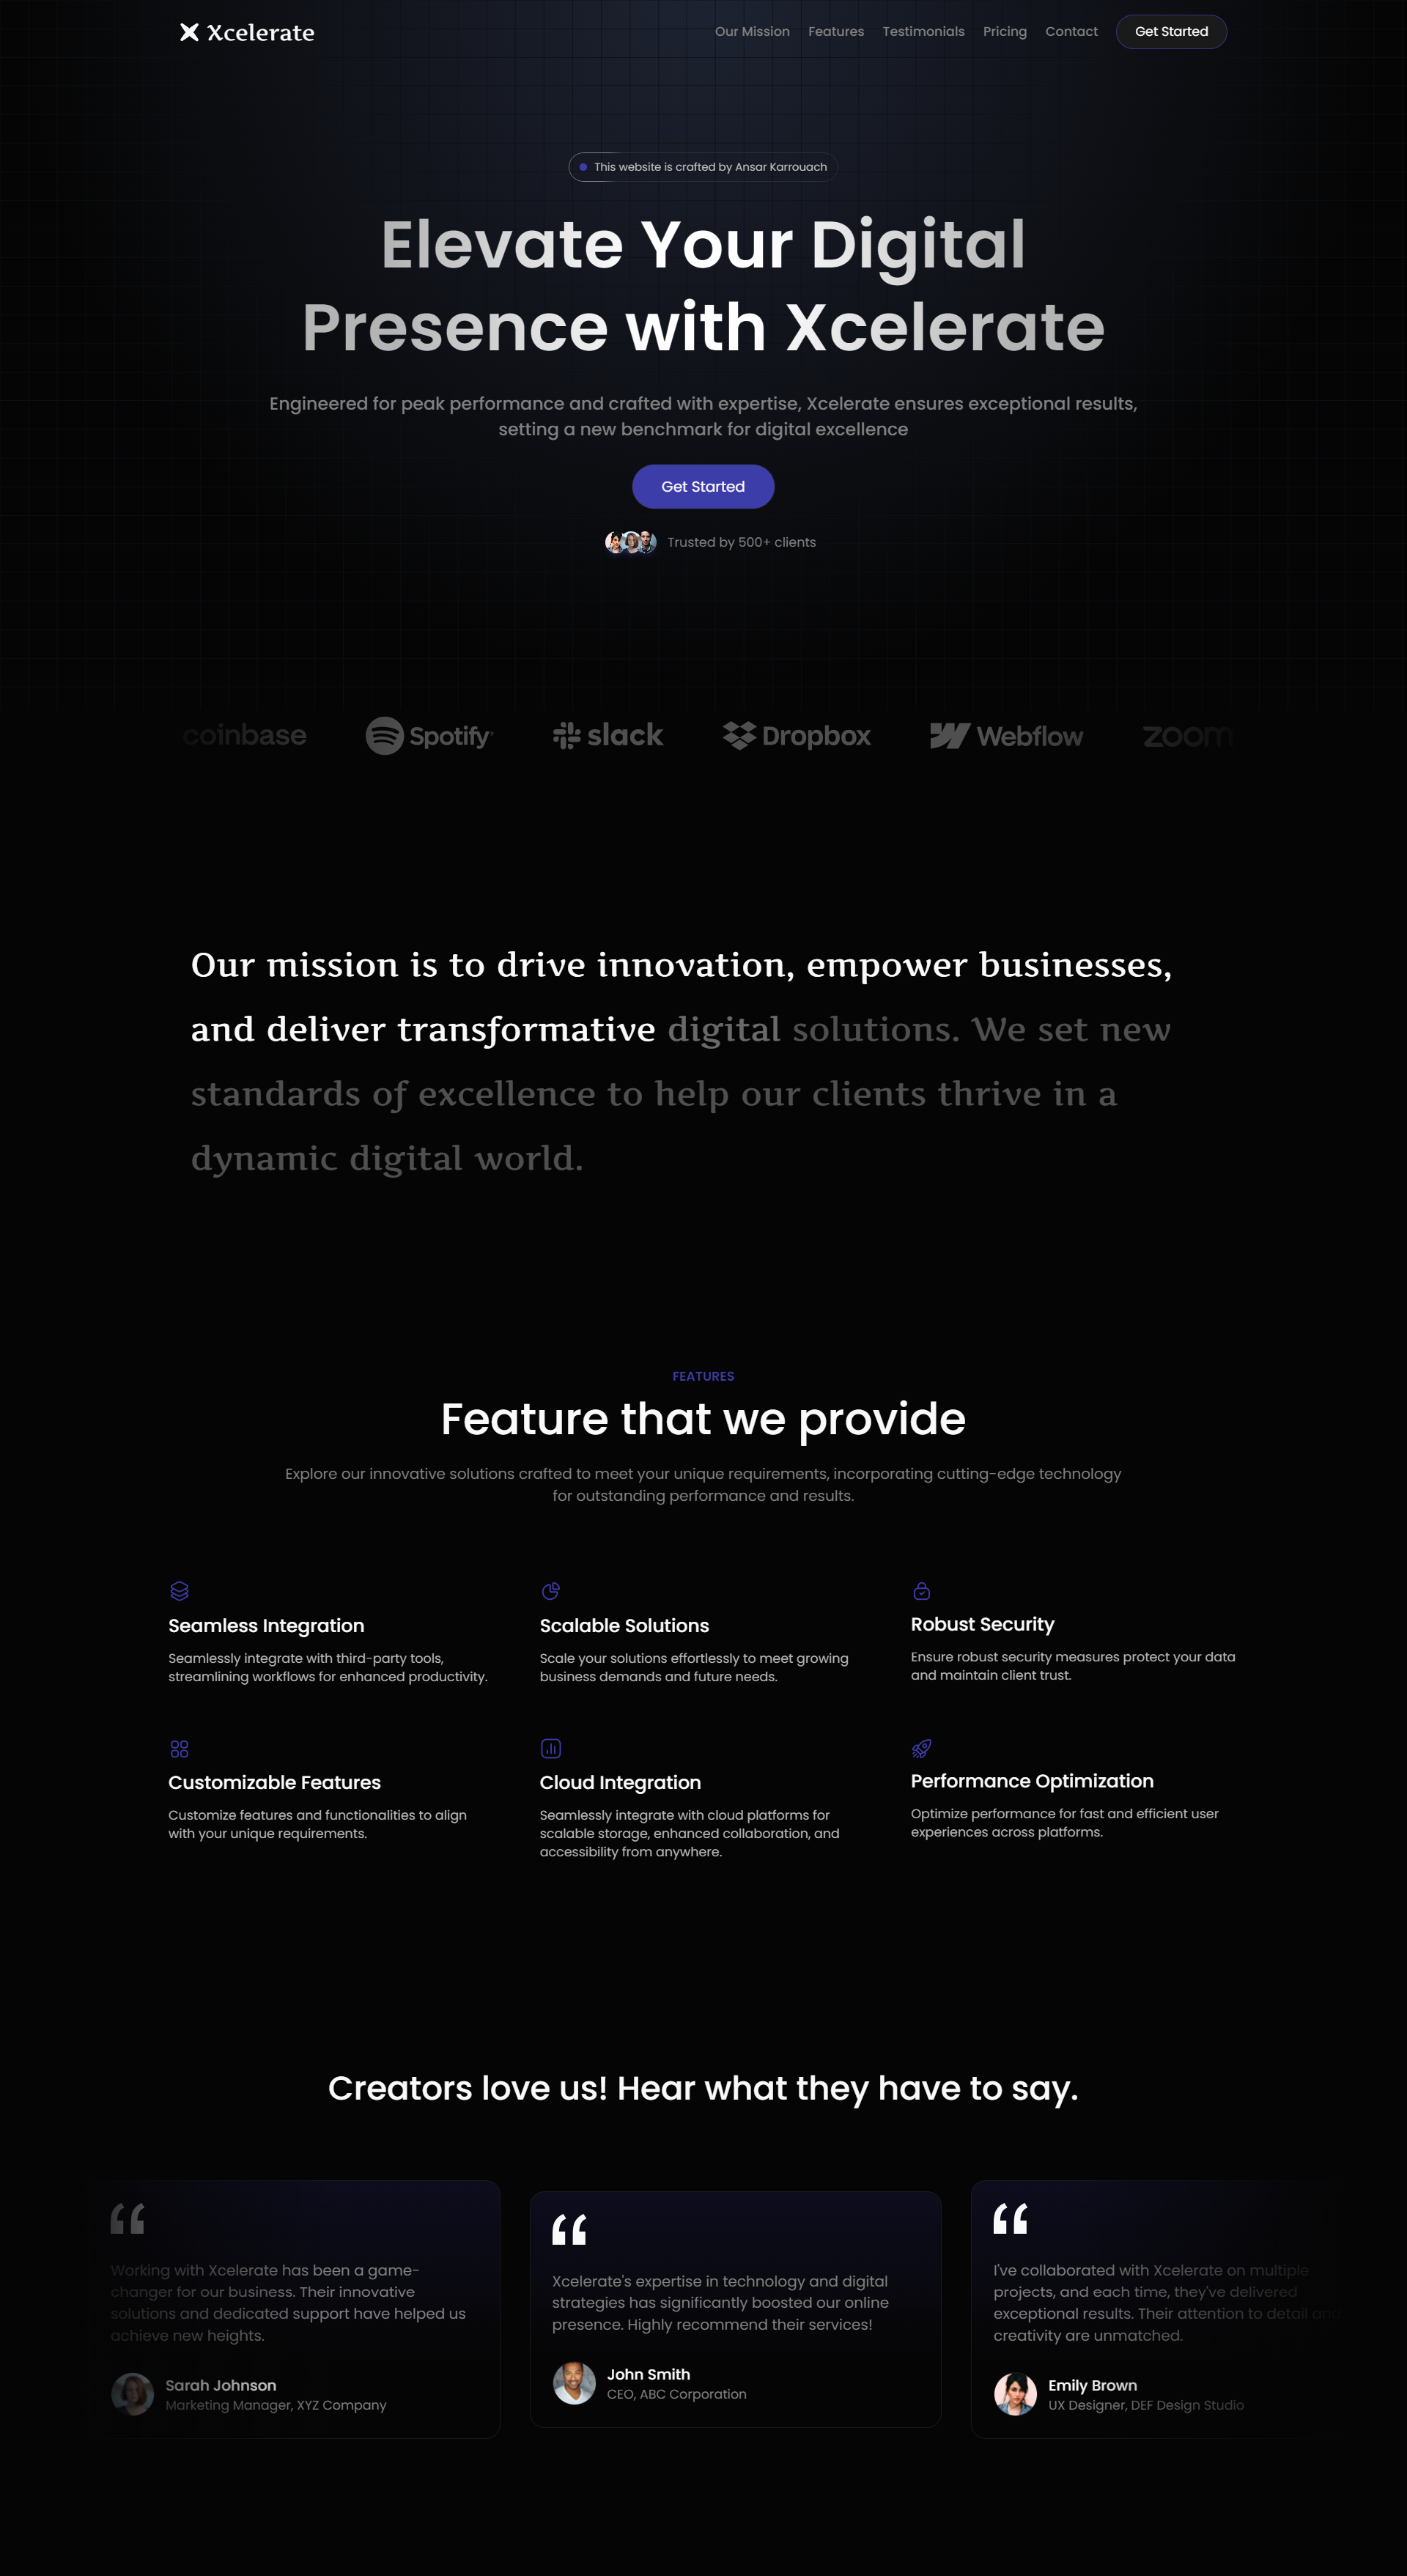 Xcelerate
Our Mission
Features
Testimonials
Pricing
Contact
Get Started
This website is crafted by Ansar Karrouach
Elevate Your Digital
Presence with Xcelerate
Engineered for peak performance and crafted with expertise, Xcelerate ensures exceptional results,
setting a new benchmark for digital excellence
Get Started
Trusted by 500+ clients
coinbase
Spotify
slack
Dropbox
Webflow
zoom
Our mission is to drive innovation, empower businesses,
and deliver transformative digital solutions. We set new
standards of excellence to help our clients thrive in a
dynamic digital world.
FEATURES
Feature that we provide
Explore our innovative solutions crafted to meet your unique requirements, incorporating cutting-edge technology
for outstanding performance and results.
Seamless Integration
Seamlessly integrate with third-party tools,
streamlining workflows for enhanced productivity.
Scalable Solutions
Scale your solutions effortlessly to meet growing
business demands and future needs.
Robust Security
Ensure robust security measures protect your data
and maintain client trust.
Customizable Features
Customize features and functionalities to align
with your unique requirements.
Cloud Integration
Seamlessly integrate with cloud platforms for
scalable storage, enhanced collaboration, and
accessibility from anywhere.
Performance Optimization
Optimize performance for fast and efficient user
experiences across platforms.
Creators love us! Hear what they have to say.
Working with Xcelerate has been a game-
changer for our business. Their innovative
solutions and dedicated support have helped us
achieve new heights.
Sarah Johnson
Marketing Manager, XYZ Company
Xcelerate's expertise in technology and digital
strategies has significantly boosted our online
presence. Highly recommend their services!
John Smith
CEO, ABC Corporation
I've collaborated with Xcelerate on multiple
projects, and each time, they've delivered
exceptional results. Their attention to detail and
creativity are unmatched.
Emily Brown
UX Designer, DEF Design Studio